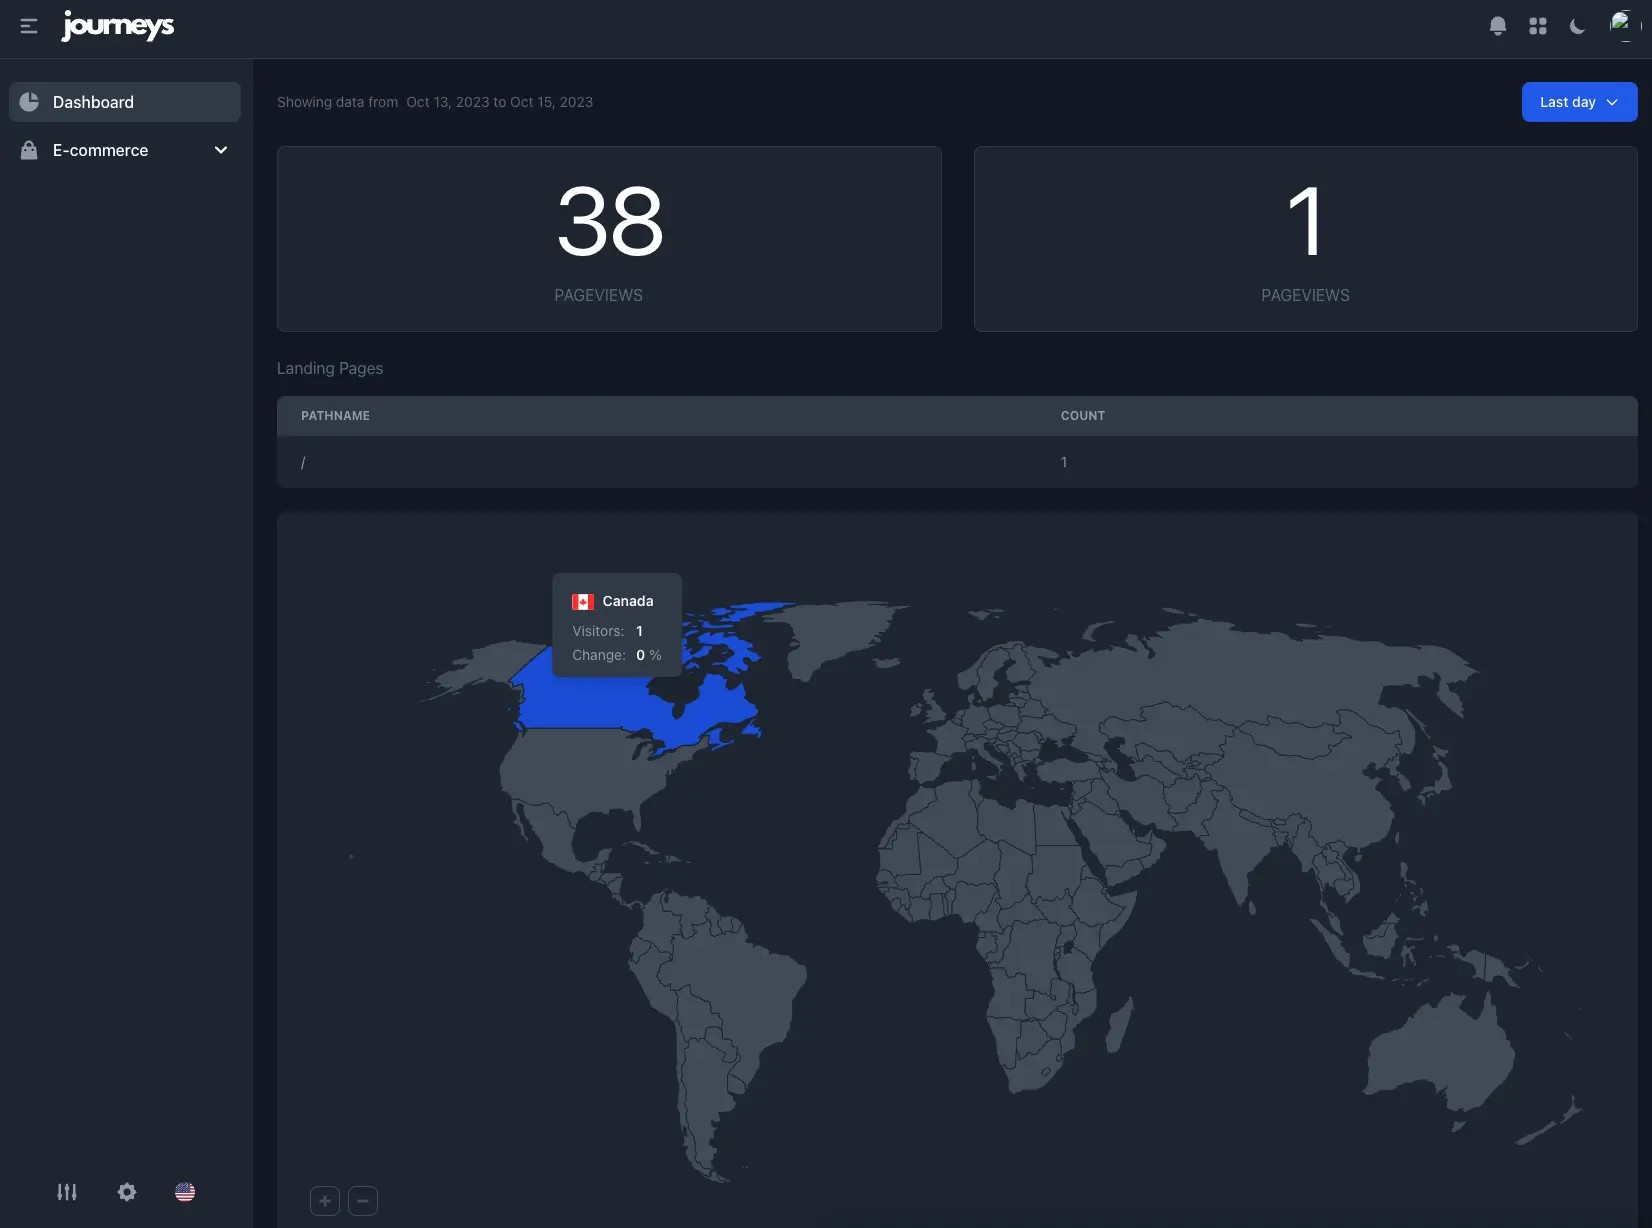 journeys
Dashboard
E-commerce
Showing data from Oct 13, 2023 to Oct 15, 2023
Last day
38
PAGEVIEWS
1
PAGEVIEWS
Landing Pages
PATHNAME COUNT
/ 1
Canada
Visitors: 1
Change: 0 %
+ −